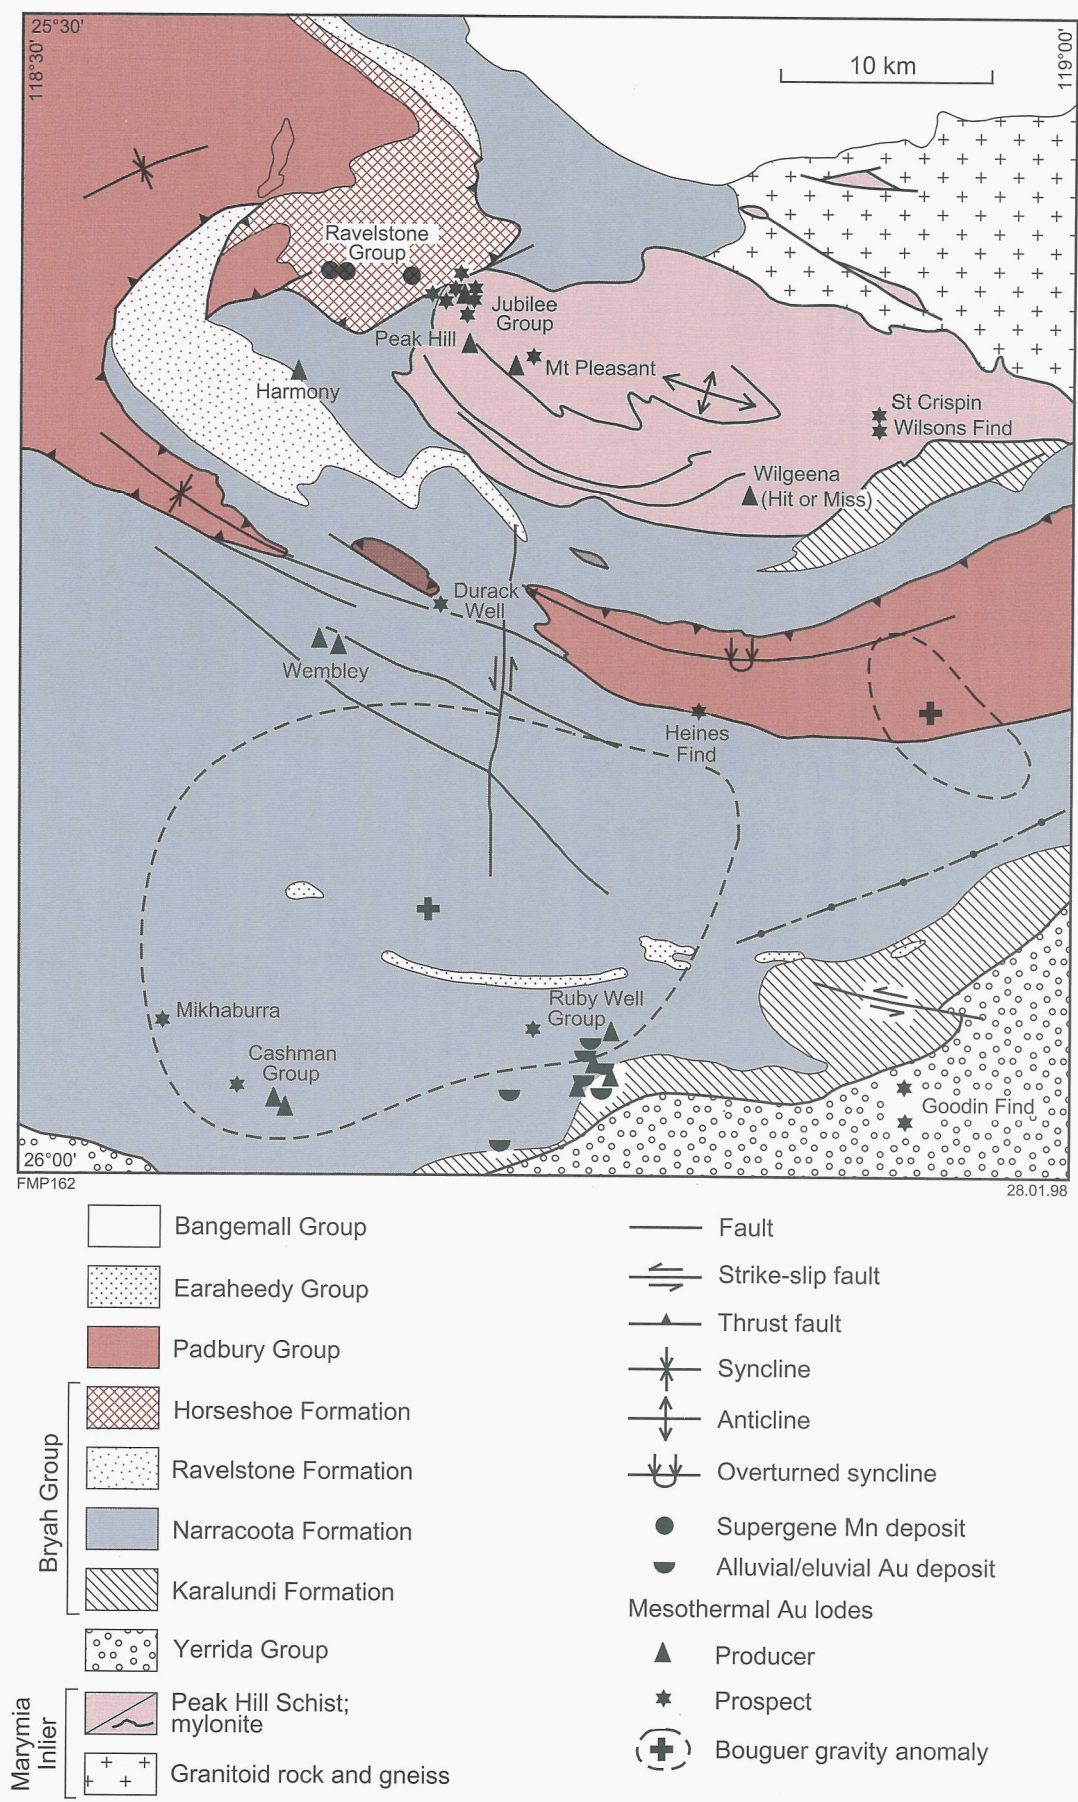 25°30'
118°30'
119°00'
10 km
Ravelstone
Group
Jubilee
Group
Peak Hill
Mt Pleasant
Harmony
St Crispin
Wilsons Find
Wilgeena
(Hit or Miss)
Durack
Well
Wembley
Heines
Find
Mikhaburra
Ruby Well
Group
Cashman
Group
Goodin Find
26°00'
FMP162
28.01.98
Bangemall Group
Earaheedy Group
Padbury Group
Bryah Group
Horseshoe Formation
Ravelstone Formation
Narracoota Formation
Karalundi Formation
Yerrida Group
Marymia
Inlier
Peak Hill Schist;
mylonite
Granitoid rock and gneiss
Fault
Strike-slip fault
Thrust fault
Syncline
Anticline
Overturned syncline
Supergene Mn deposit
Alluvial/eluvial Au deposit
Mesothermal Au lodes
Producer
Prospect
Bouguer gravity anomaly